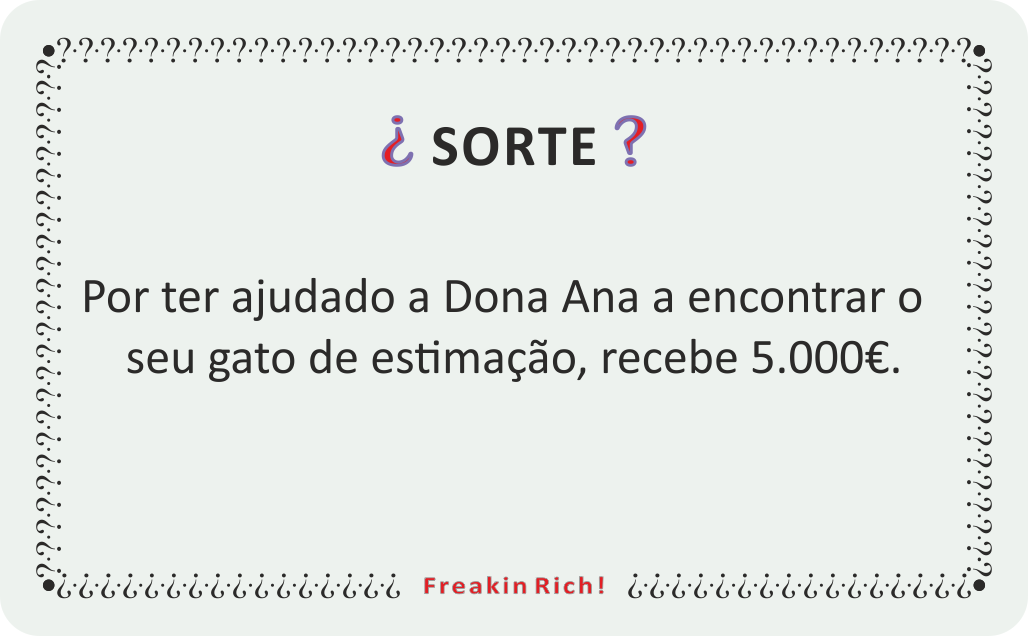 ¿ SORTE ?
Por ter ajudado a Dona Ana a encontrar o
seu gato de estimação, recebe 5.000€.
Freakin Rich!